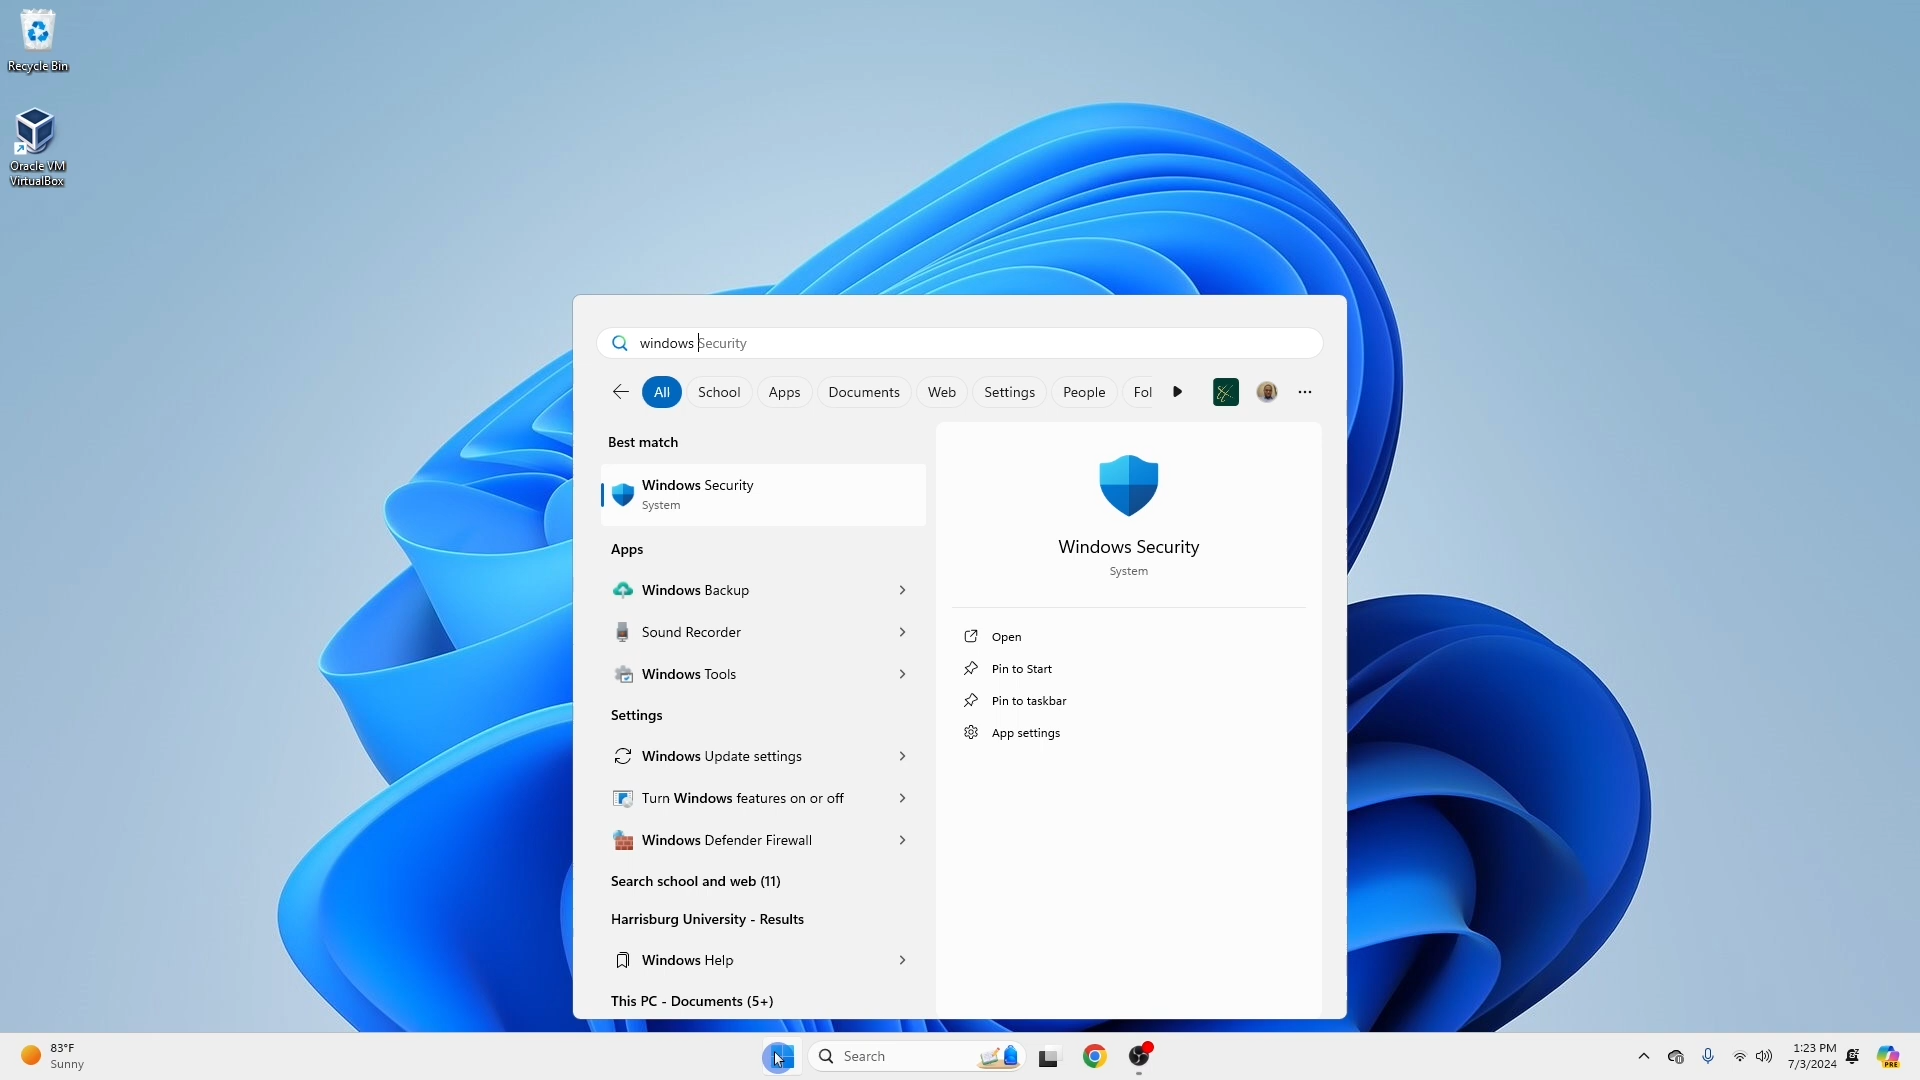 Recycle Bin
Oracle VM
VirtualBox
windows Security
All
School
Apps
Documents
Web
Settings
People
Fol
Best match
Windows Security
System
Apps
Windows Backup
Sound Recorder
Windows Tools
Settings
Windows Update settings
Turn Windows features on or off
Windows Defender Firewall
Search school and web (11)
Harrisburg University - Results
Windows Help
This PC - Documents (5+)
Windows Security
System
Open
Pin to Start
Pin to taskbar
App settings
83°F
Sunny
Search
1:23 PM
7/3/2024
PRE